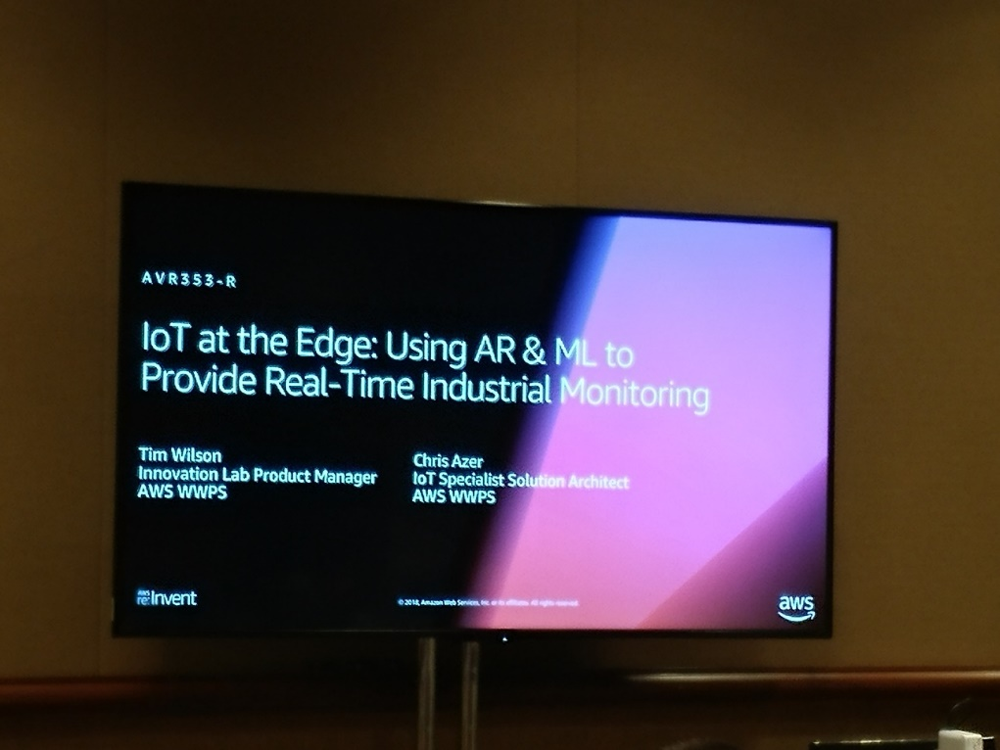 AVR353-R
IoT at the Edge: Using AR & ML to
Provide Real-Time Industrial Monitoring
Tim Wilson
Innovation Lab Product Manager
AWS WWPS
Chris Azer
IoT Specialist Solution Architect
AWS WWPS
AWS
re:Invent
© 2018, Amazon Web Services, Inc. or its affiliates. All rights reserved.
aws